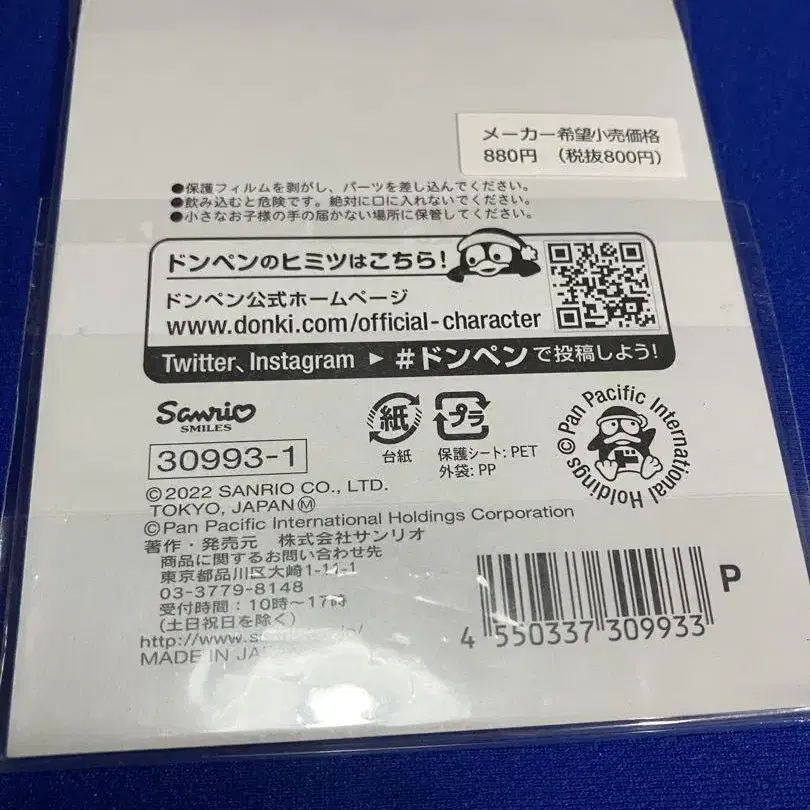 メーカー希望小売価格
880円 （税抜800円）
●保護フィルムを剥がし、パーツを差し込んでください。
●飲み込むと危険です。絶対に口に入れないでください。
●小さなお子様の手の届かない場所に保管してください。
ドンペンのヒミツはこちら！
ドンペン公式ホームページ
www.donki.com/official-character
Twitter、Instagram ▶ #ドンペンで投稿しよう！
Sanrio
SMILES
30993-1
紙
台紙
プラ
保護シート：PET
外袋：PP
©Pan Pacific International Holdings
©2022 SANRIO CO., LTD.
TOKYO, JAPAN Ⓜ
©Pan Pacific International Holdings Corporation
著作・発売元 株式会社サンリオ
商品に関するお問い合わせ先
東京都品川区大崎1-11-1
03-3779-8148
受付時間：10時〜17時
（土日祝日を除く）
http://www.s
MADE IN
P
4 550337 309933